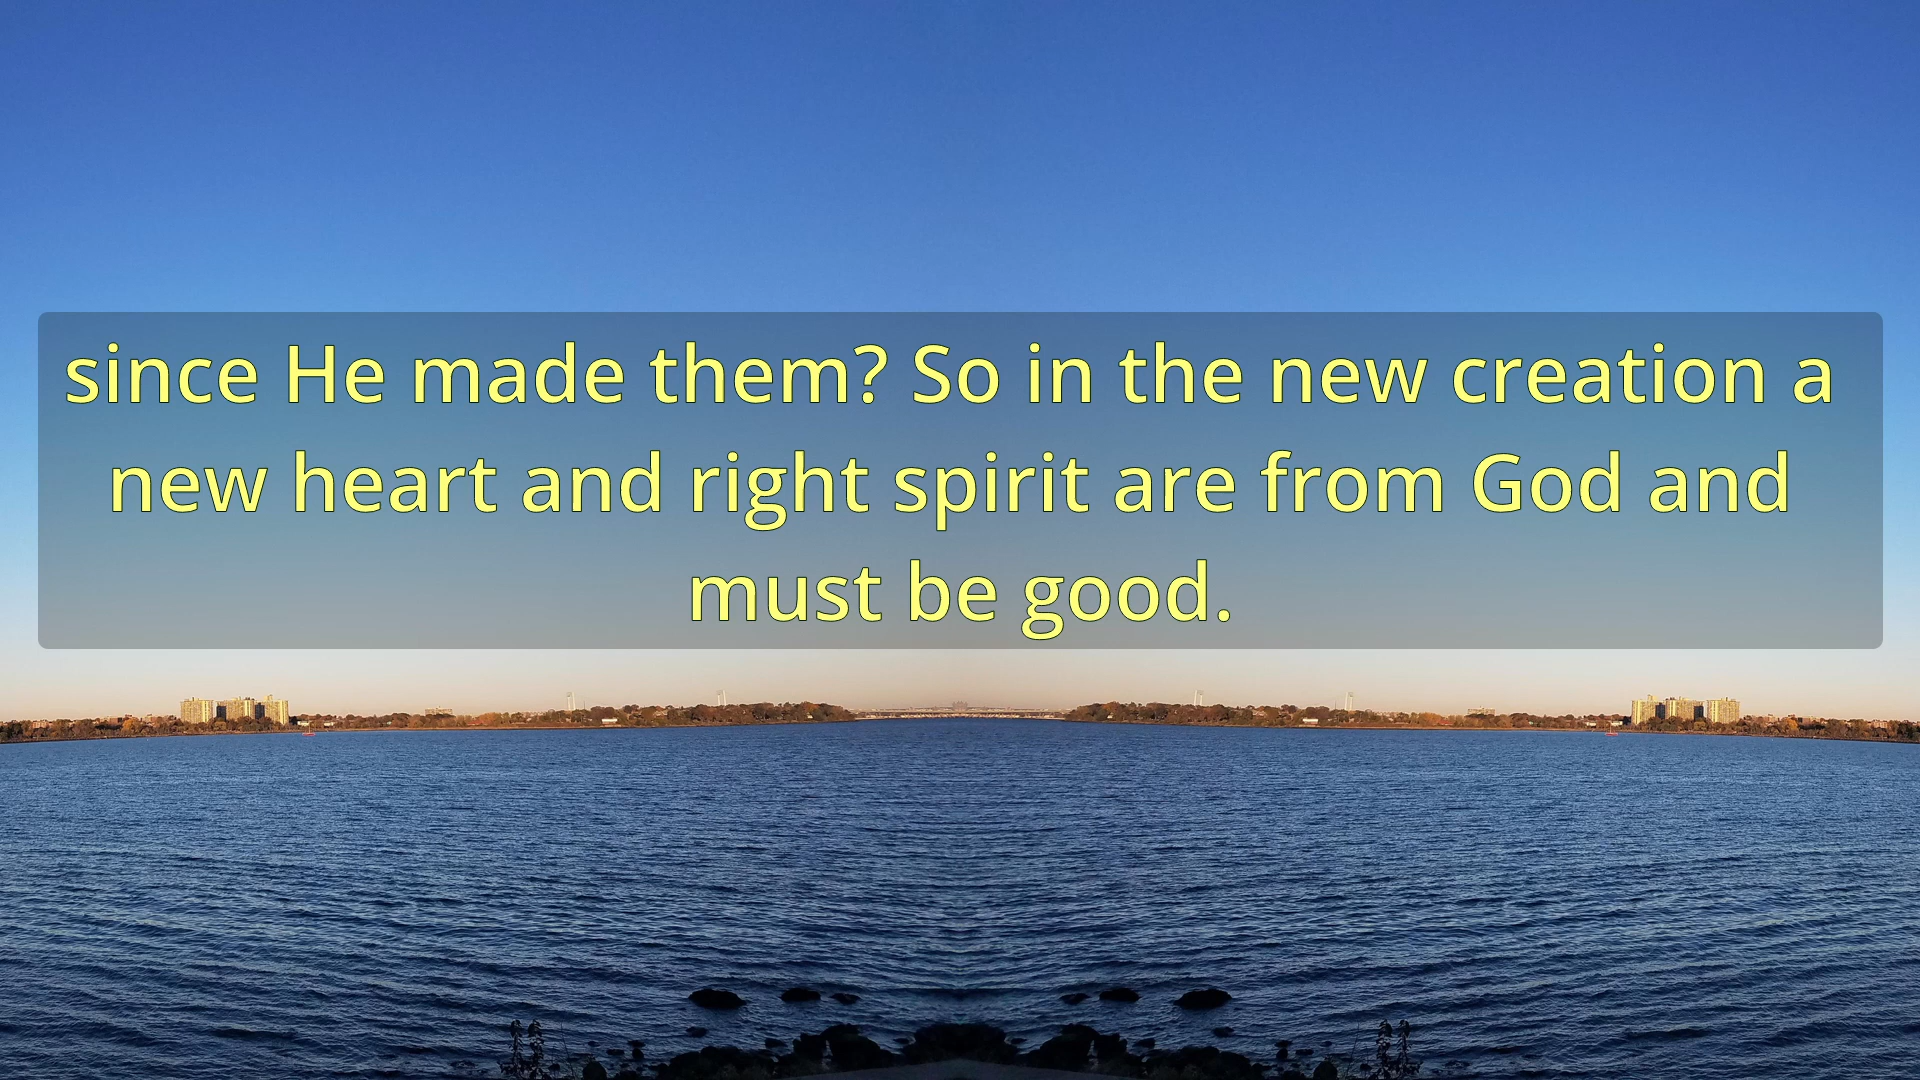 since He made them? So in the new creation a
new heart and right spirit are from God and
must be good.